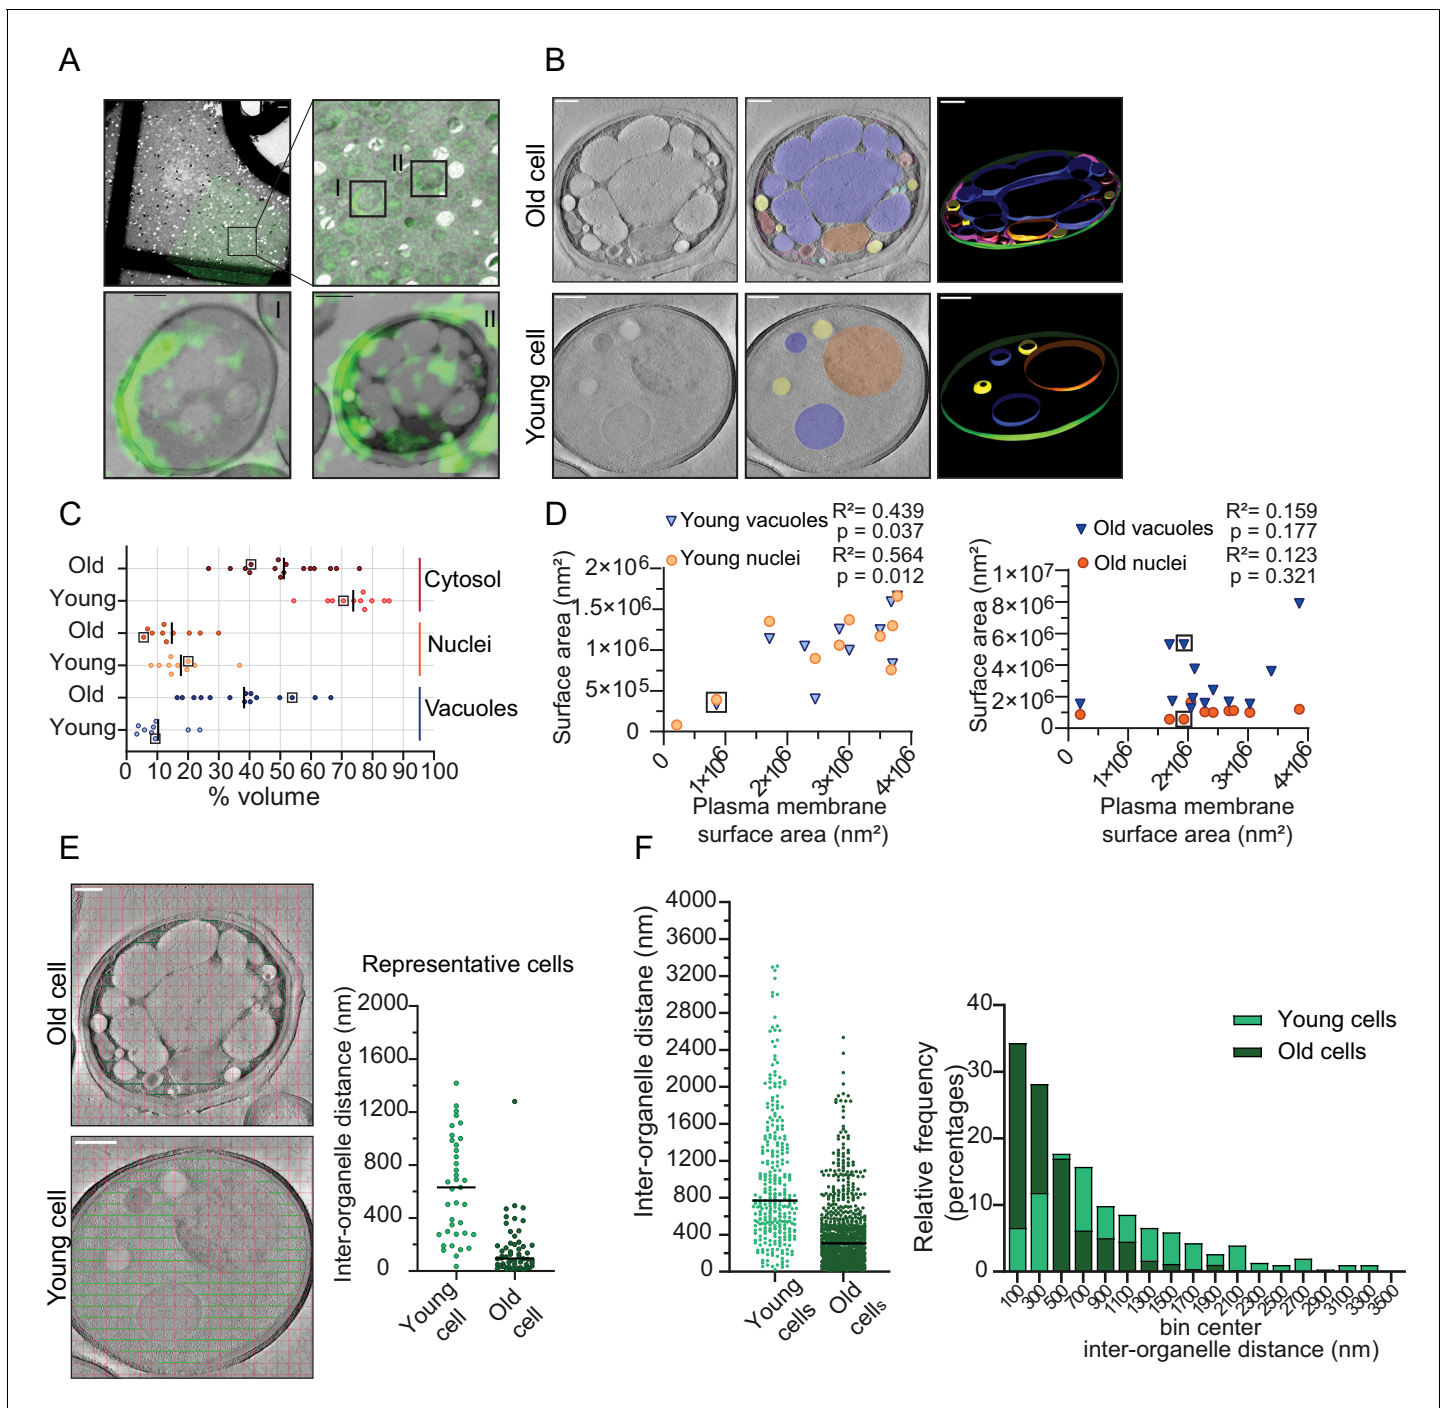 A
II
I
I
II
B
Old cell
Young cell
C
Old
Young
Old
Young
Old
Young
Cytosol
Nuclei
Vacuoles
0 10 20 30 40 50 60 70 80 90 100
% volume
D
Young vacuoles
R²= 0.439
p = 0.037
Young nuclei
R²= 0.564
p = 0.012
Surface area (nm²)
2×10⁶
1.5×10⁶
1×10⁶
5×10⁵
0
0 1×10⁶ 2×10⁶ 3×10⁶ 4×10⁶
Plasma membrane
surface area (nm²)
Old vacuoles
R²= 0.159
p = 0.177
Old nuclei
R²= 0.123
p = 0.321
Surface area (nm²)
1×10⁷
8×10⁶
6×10⁶
4×10⁶
2×10⁶
0
0 1×10⁶ 2×10⁶ 3×10⁶ 4×10⁶
Plasma membrane
surface area (nm²)
E
Old cell
Young cell
Representative cells
Inter-organelle distance (nm)
2000
1600
1200
800
400
0
Young cell
Old cell
F
Inter-organelle distane (nm)
4000
3600
3200
2800
2400
2000
1600
1200
800
400
0
Young cells
Old cells
Relative frequency
(percentages)
40
30
20
10
0
Young cells
Old cells
100 300 500 700 900 1100 1300 1500 1700 1900 2100 2300 2500 2700 2900 3100 3300 3500
bin center
inter-organelle distance (nm)